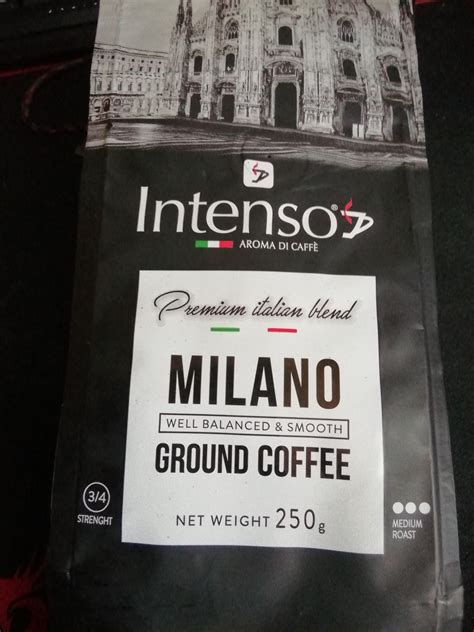 Intenso®
AROMA DI CAFFÈ
Premium italian blend
MILANO
WELL BALANCED & SMOOTH
GROUND COFFEE
3/4
STRENGHT
NET WEIGHT 250g
MEDIUM
ROAST